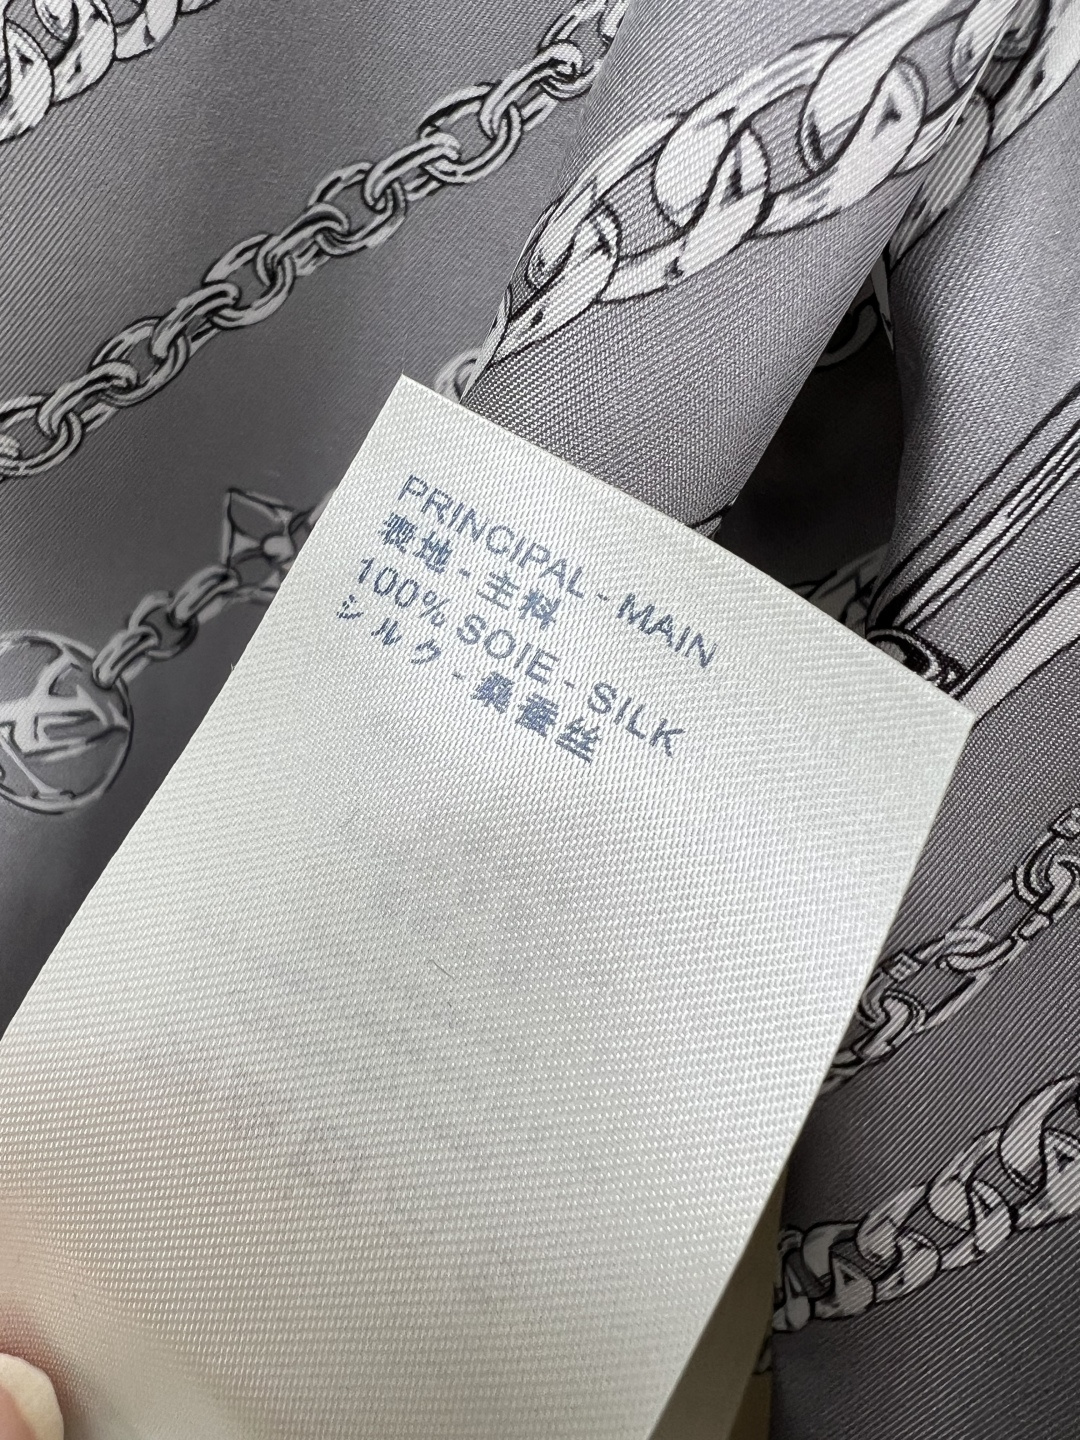 PRINCIPAL - MAIN
表地 - 主料
100% SOIE - SILK
シルク - 桑蚕丝